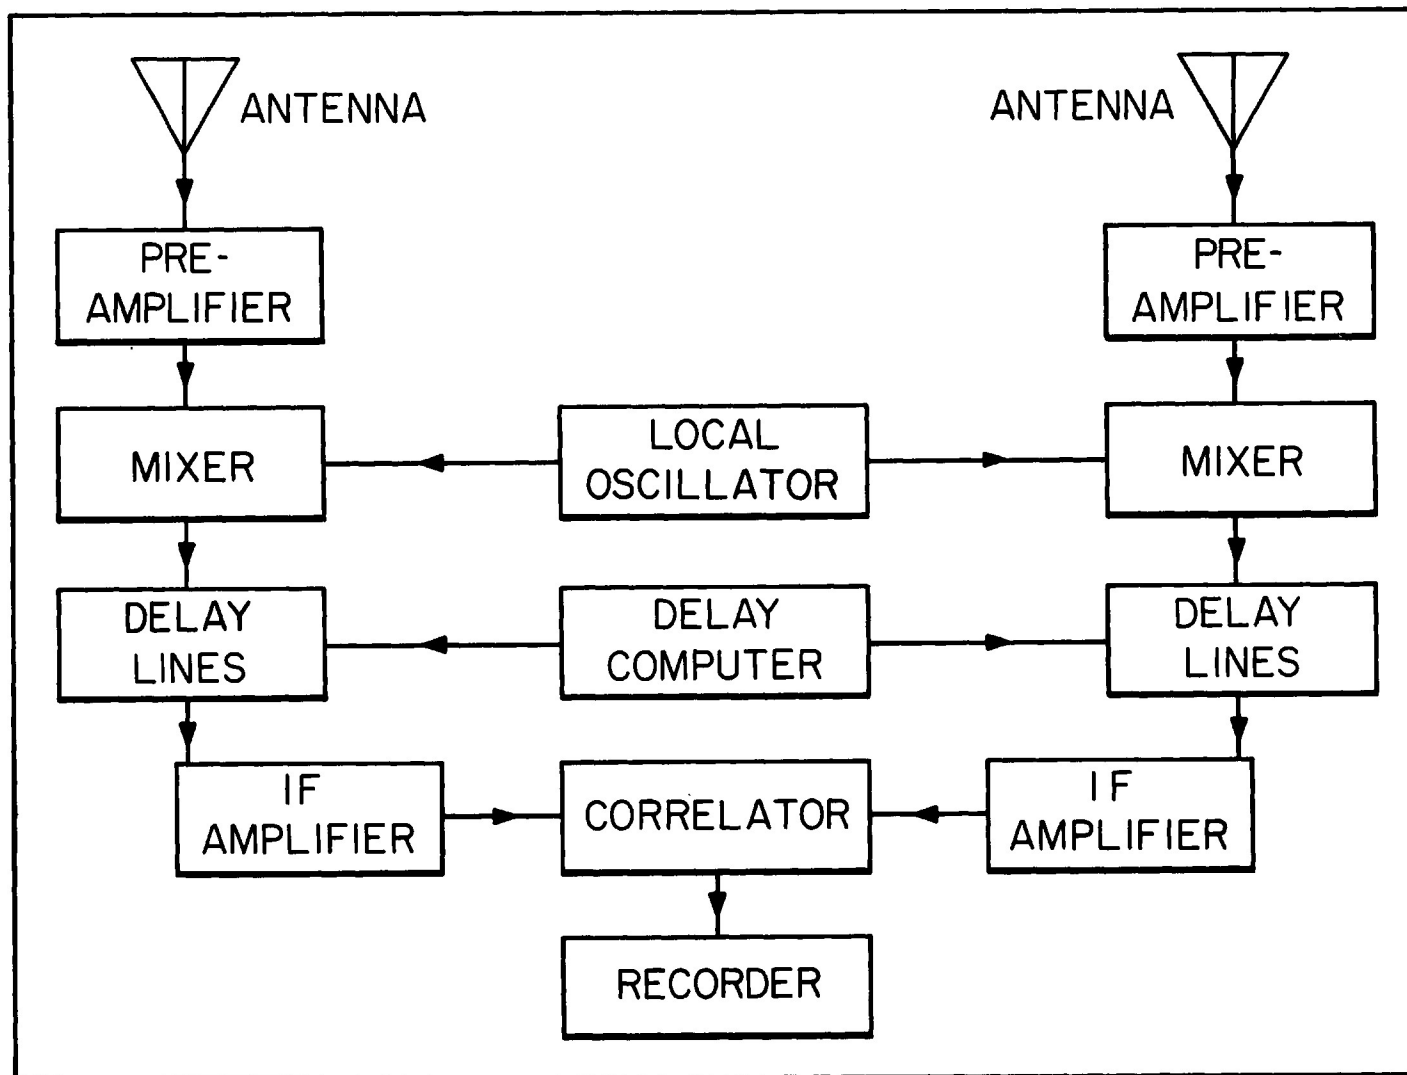 ANTENNA
ANTENNA
PRE-
AMPLIFIER
PRE-
AMPLIFIER
MIXER
LOCAL
OSCILLATOR
MIXER
DELAY
LINES
DELAY
COMPUTER
DELAY
LINES
IF
AMPLIFIER
CORRELATOR
IF
AMPLIFIER
RECORDER